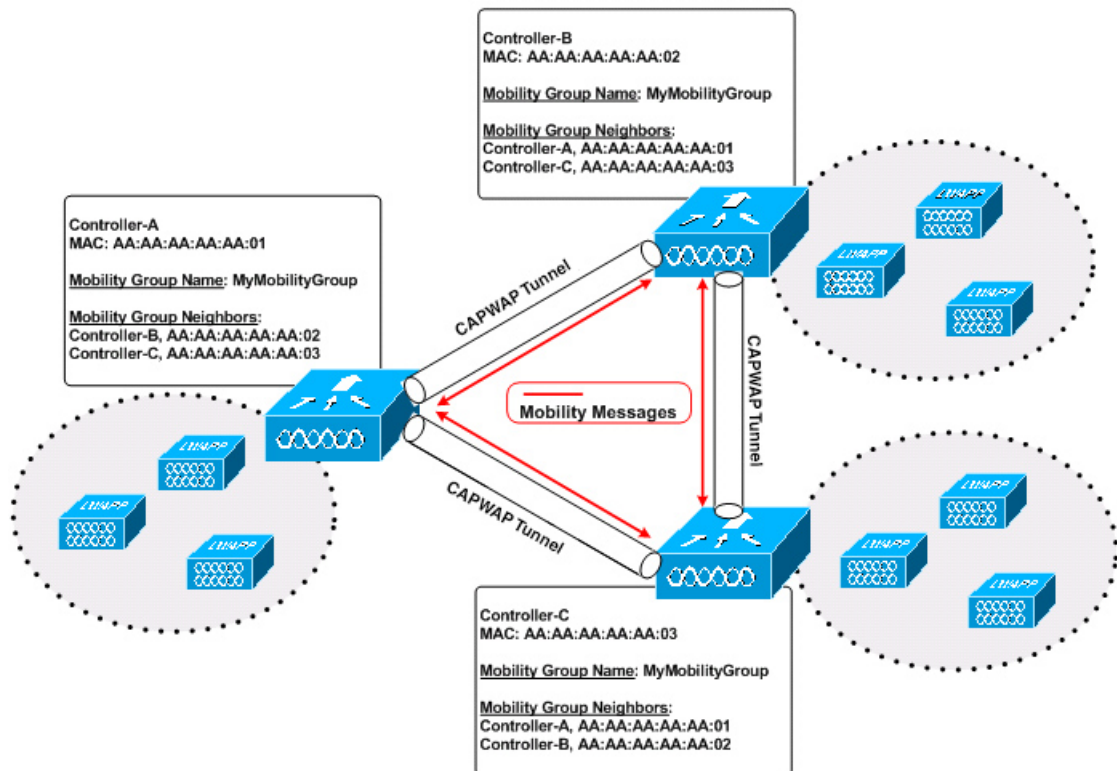 Controller-B
MAC: AA:AA:AA:AA:AA:02
Mobility Group Name: MyMobilityGroup
Mobility Group Neighbors:
Controller-A, AA:AA:AA:AA:AA:01
Controller-C, AA:AA:AA:AA:AA:03
Controller-A
MAC: AA:AA:AA:AA:AA:01
Mobility Group Name: MyMobilityGroup
Mobility Group Neighbors:
Controller-B, AA:AA:AA:AA:AA:02
Controller-C, AA:AA:AA:AA:AA:03
LWAPP
LWAPP
LWAPP
CAPWAP Tunnel
CAPWAP Tunnel
Mobility Messages
CAPWAP Tunnel
LWAPP
LWAPP
LWAPP
LWAPP
LWAPP
LWAPP
Controller-C
MAC: AA:AA:AA:AA:AA:03
Mobility Group Name: MyMobilityGroup
Mobility Group Neighbors:
Controller-A, AA:AA:AA:AA:AA:01
Controller-B, AA:AA:AA:AA:AA:02